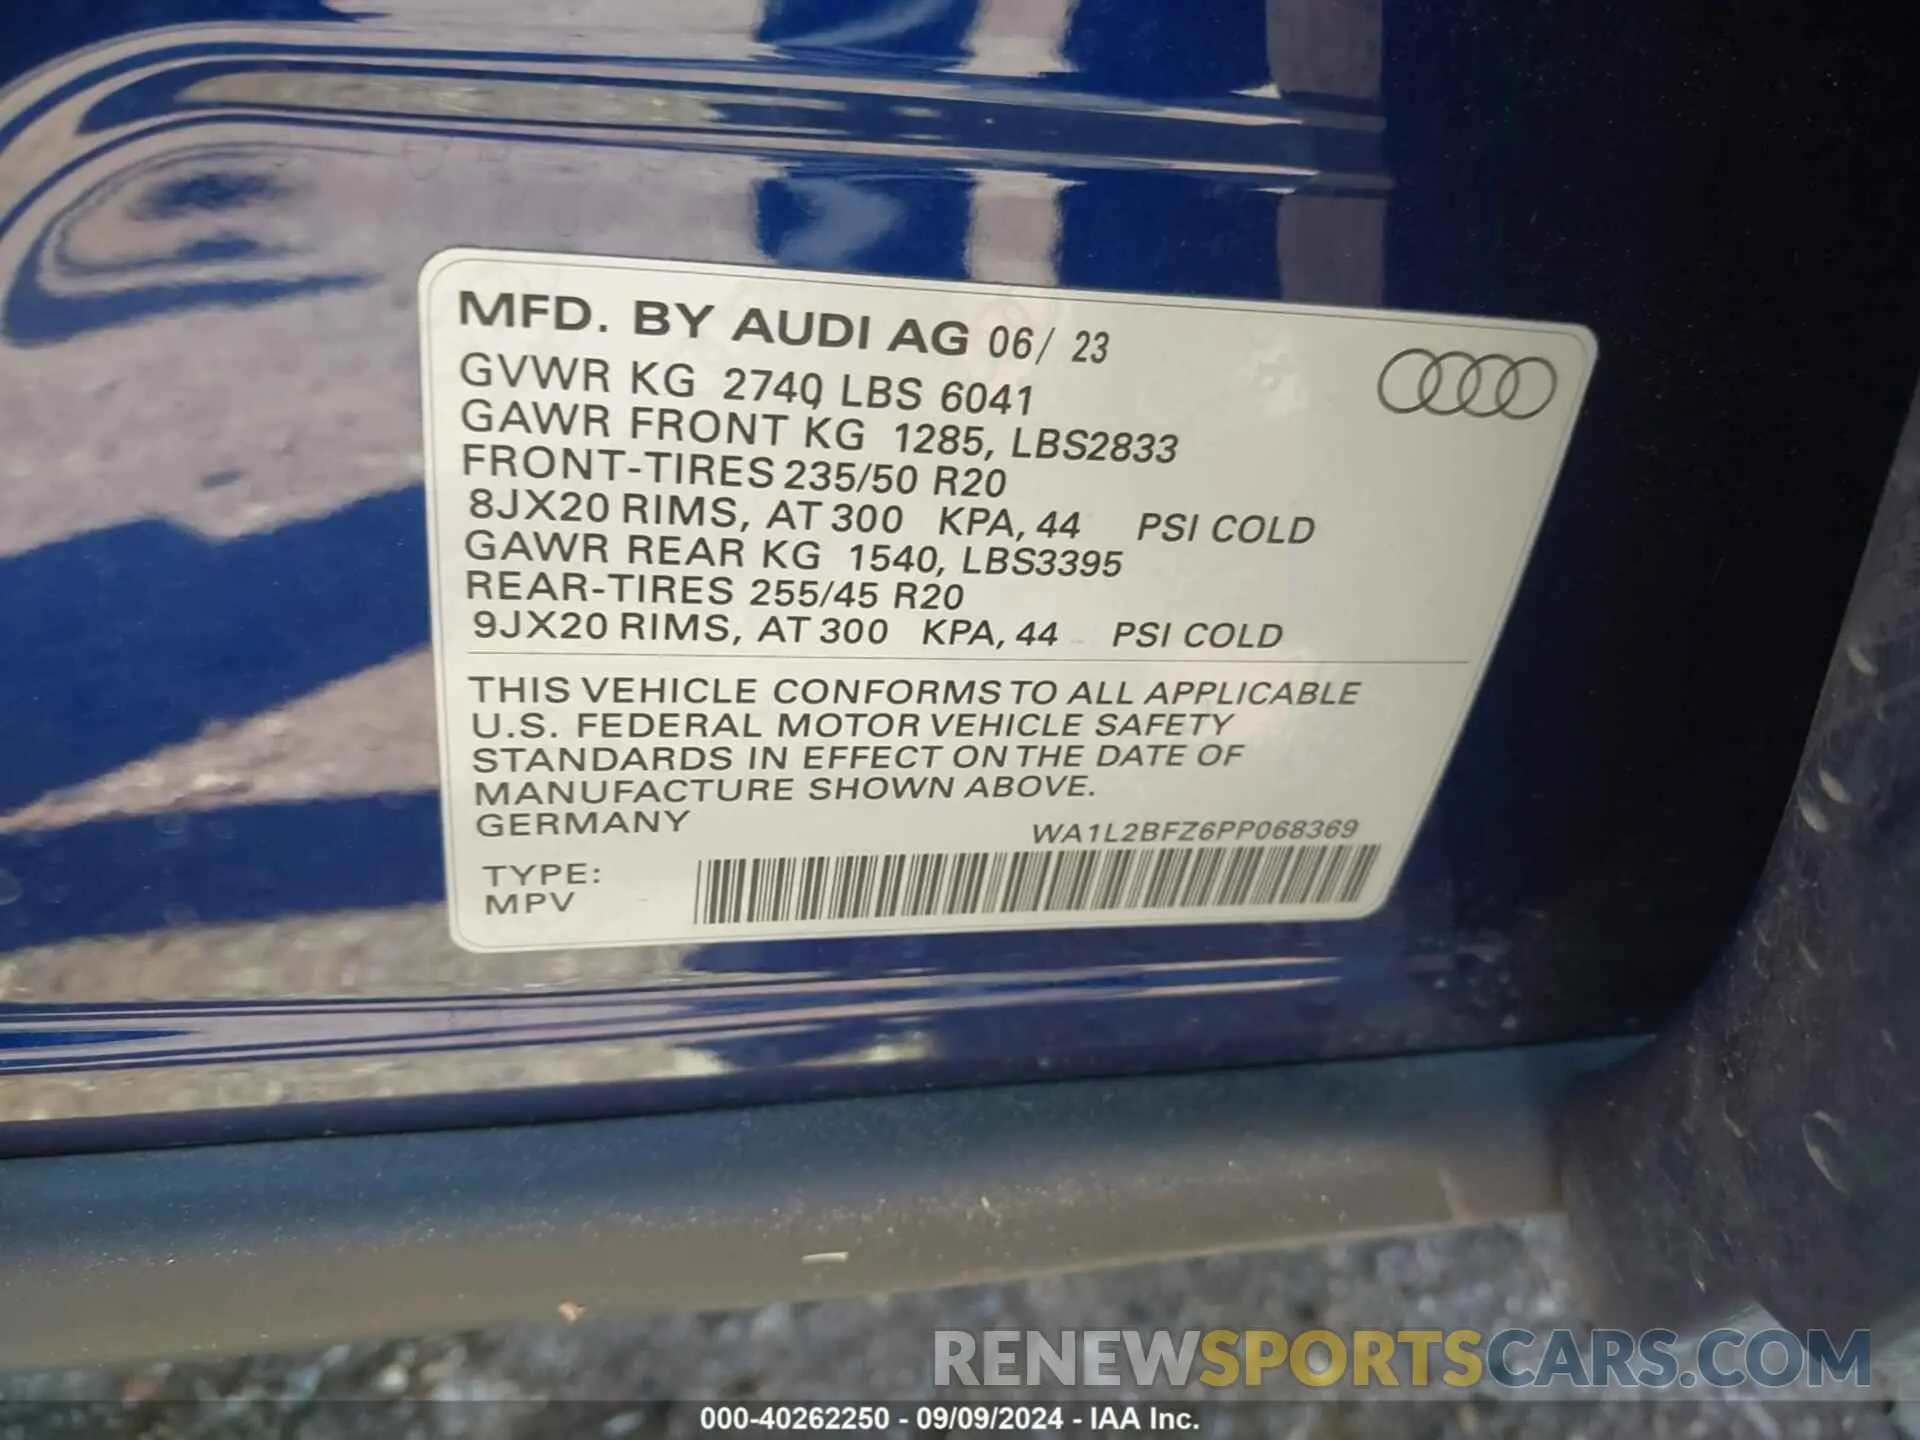 MFD. BY AUDI AG 06/ 23
GVWR KG 2740 LBS 6041
GAWR FRONT KG 1285, LBS2833
FRONT-TIRES 235/50 R20
8JX20 RIMS, AT 300 KPA, 44 PSI COLD
GAWR REAR KG 1540, LBS3395
REAR-TIRES 255/45 R20
9JX20 RIMS, AT 300 KPA, 44 PSI COLD
THIS VEHICLE CONFORMS TO ALL APPLICABLE
U.S. FEDERAL MOTOR VEHICLE SAFETY
STANDARDS IN EFFECT ON THE DATE OF
MANUFACTURE SHOWN ABOVE.
GERMANY
WA1L2BFZ6PP068369
TYPE:
MPV
RENEWSPORTSCARS.COM
000-40262250 - 09/09/2024 - IAA Inc.